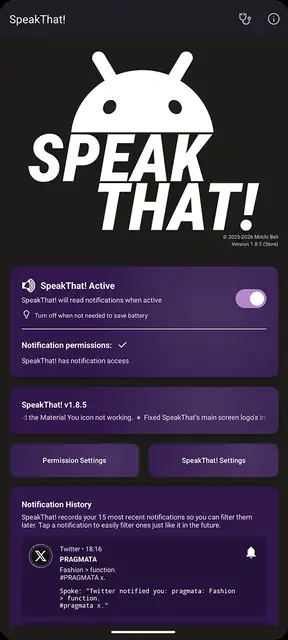 SpeakThat!
SPEAK
THAT!
© 2025-2026 Mitchi Bell
Version 1.8.5 (Store)
SpeakThat! Active
SpeakThat! will read notifications when active
Turn off when not needed to save battery
Notification permissions:
SpeakThat! has notification access
SpeakThat! v1.8.5
d the Material You icon not working. • Fixed SpeakThat's main screen logo's in
Permission Settings
SpeakThat! Settings
Notification History
SpeakThat! records your 15 most recent notifications so you can filter them
later. Tap a notification to easily filter ones just like it in the future.
Twitter • 18:16
PRAGMATA
Fashion > function.
#PRAGMATA x.
Spoke: "Twitter notified you: pragmata: Fashion
> function.
#pragmata x."